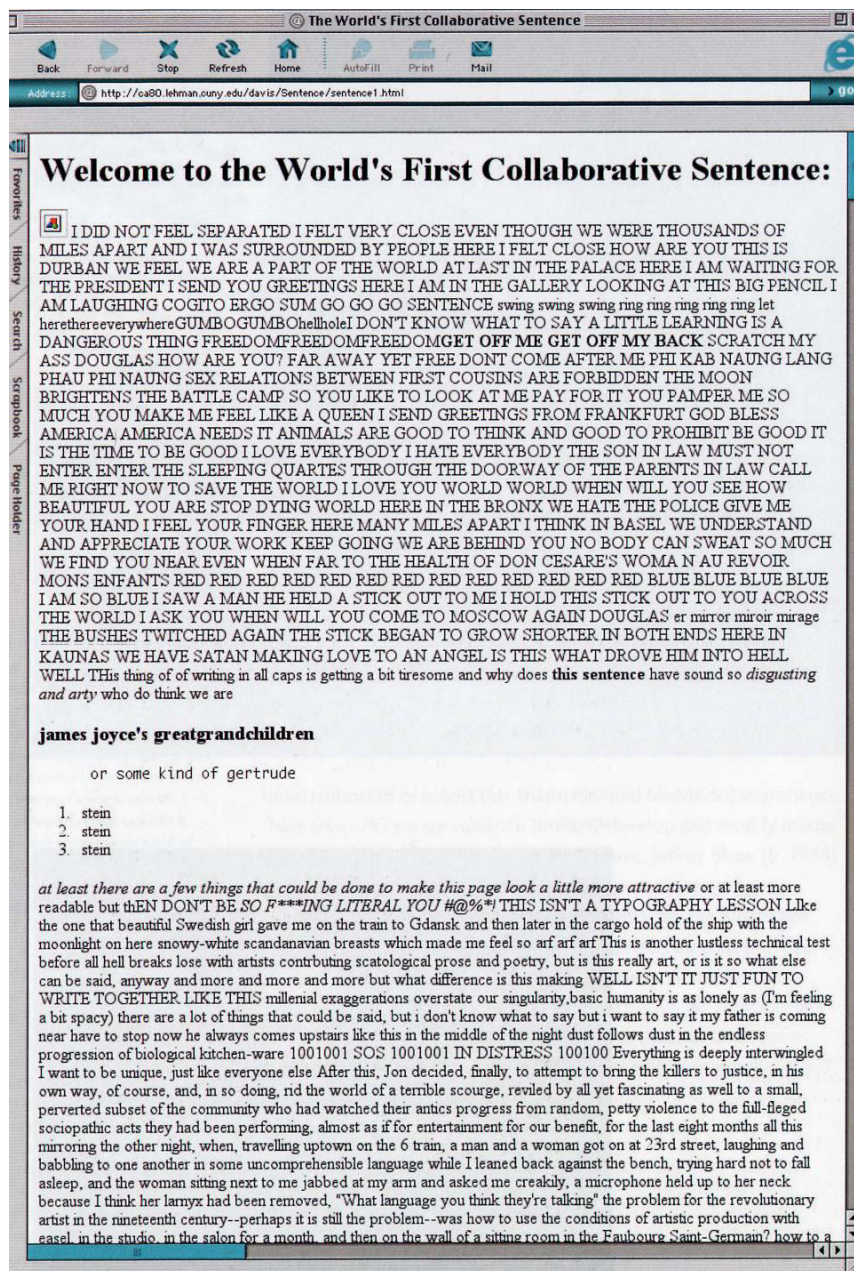 The World's First Collaborative Sentence
Back Forward Stop Refresh Home AutoFill Print Mail
Address: http://ca80.lehman.cuny.edu/davis/Sentence/sentence1.html go
Favorites
History
Search
Scrapbook
Page Holder
Welcome to the World's First Collaborative Sentence:
I DID NOT FEEL SEPARATED I FELT VERY CLOSE EVEN THOUGH WE WERE THOUSANDS OF
MILES APART AND I WAS SURROUNDED BY PEOPLE HERE I FELT CLOSE HOW ARE YOU THIS IS
DURBAN WE FEEL WE ARE A PART OF THE WORLD AT LAST IN THE PALACE HERE I AM WAITING FOR
THE PRESIDENT I SEND YOU GREETINGS HERE I AM IN THE GALLERY LOOKING AT THIS BIG PENCIL I
AM LAUGHING COGITO ERGO SUM GO GO GO SENTENCE swing swing swing ring ring ring ring ring let
herethereeverywhereGUMBOGUMBOhellholeI DON'T KNOW WHAT TO SAY A LITTLE LEARNING IS A
DANGEROUS THING FREEDOMFREEDOMFREEDOMGET OFF ME GET OFF MY BACK SCRATCH MY
ASS DOUGLAS HOW ARE YOU? FAR AWAY YET FREE DONT COME AFTER ME PHI KAB NAUNG LANG
PHAU PHI NAUNG SEX RELATIONS BETWEEN FIRST COUSINS ARE FORBIDDEN THE MOON
BRIGHTENS THE BATTLE CAMP SO YOU LIKE TO LOOK AT ME PAY FOR IT YOU PAMPER ME SO
MUCH YOU MAKE ME FEEL LIKE A QUEEN I SEND GREETINGS FROM FRANKFURT GOD BLESS
AMERICA AMERICA NEEDS IT ANIMALS ARE GOOD TO THINK AND GOOD TO PROHIBIT BE GOOD IT
IS THE TIME TO BE GOOD I LOVE EVERYBODY I HATE EVERYBODY THE SON IN LAW MUST NOT
ENTER ENTER THE SLEEPING QUARTES THROUGH THE DOORWAY OF THE PARENTS IN LAW CALL
ME RIGHT NOW TO SAVE THE WORLD I LOVE YOU WORLD WORLD WHEN WILL YOU SEE HOW
BEAUTIFUL YOU ARE STOP DYING WORLD HERE IN THE BRONX WE HATE THE POLICE GIVE ME
YOUR HAND I FEEL YOUR FINGER HERE MANY MILES APART I THINK IN BASEL WE UNDERSTAND
AND APPRECIATE YOUR WORK KEEP GOING WE ARE BEHIND YOU NO BODY CAN SWEAT SO MUCH
WE FIND YOU NEAR EVEN WHEN FAR TO THE HEALTH OF DON CESARE'S WOMA N AU REVOIR
MONS ENFANTS RED RED RED RED RED RED RED RED RED RED RED RED RED BLUE BLUE BLUE BLUE
I AM SO BLUE I SAW A MAN HE HELD A STICK OUT TO ME I HOLD THIS STICK OUT TO YOU ACROSS
THE WORLD I ASK YOU WHEN WILL YOU COME TO MOSCOW AGAIN DOUGLAS er mirror miroir mirage
THE BUSHES TWITCHED AGAIN THE STICK BEGAN TO GROW SHORTER IN BOTH ENDS HERE IN
KAUNAS WE HAVE SATAN MAKING LOVE TO AN ANGEL IS THIS WHAT DROVE HIM INTO HELL
WELL THis thing of of writing in all caps is getting a bit tiresome and why does this sentence have sound so disgusting
and arty who do think we are
james joyce's greatgrandchildren
or some kind of gertrude
1. stein
2. stein
3. stein
at least there are a few things that could be done to make this page look a little more attractive or at least more
readable but thEN DON'T BE SO F***ING LITERAL YOU #@%*! THIS ISN'T A TYPOGRAPHY LESSON LIke
the one that beautiful Swedish girl gave me on the train to Gdansk and then later in the cargo hold of the ship with the
moonlight on here snowy-white scandanavian breasts which made me feel so arf arf arf This is another lustless technical test
before all hell breaks lose with artists contrbuting scatological prose and poetry, but is this really art, or is it so what else
can be said, anyway and more and more and more but what difference is this making WELL ISN'T IT JUST FUN TO
WRITE TOGETHER LIKE THIS millenial exaggerations overstate our singularity,basic humanity is as lonely as (I'm feeling
a bit spacy) there are a lot of things that could be said, but i don't know what to say but i want to say it my father is coming
near have to stop now he always comes upstairs like this in the middle of the night dust follows dust in the endless
progression of biological kitchen-ware 1001001 SOS 1001001 IN DISTRESS 100100 Everything is deeply interwingled
I want to be unique, just like everyone else After this, Jon decided, finally, to attempt to bring the killers to justice, in his
own way, of course, and, in so doing, rid the world of a terrible scourge, reviled by all yet fascinating as well to a small,
perverted subset of the community who had watched their antics progress from random, petty violence to the full-fleged
sociopathic acts they had been performing, almost as if for entertainment for our benefit, for the last eight months all this
mirroring the other night, when, travelling uptown on the 6 train, a man and a woman got on at 23rd street, laughing and
babbling to one another in some uncomprehensible language while I leaned back against the bench, trying hard not to fall
asleep, and the woman sitting next to me jabbed at my arm and asked me creakily, a microphone held up to her neck
because I think her larnyx had been removed, "What language you think they're talking" the problem for the revolutionary
artist in the nineteenth century--perhaps it is still the problem--was how to use the conditions of artistic production with
easel, in the studio, in the salon for a month, and then on the wall of a sitting room in the Faubourg Saint-Germain? how to a